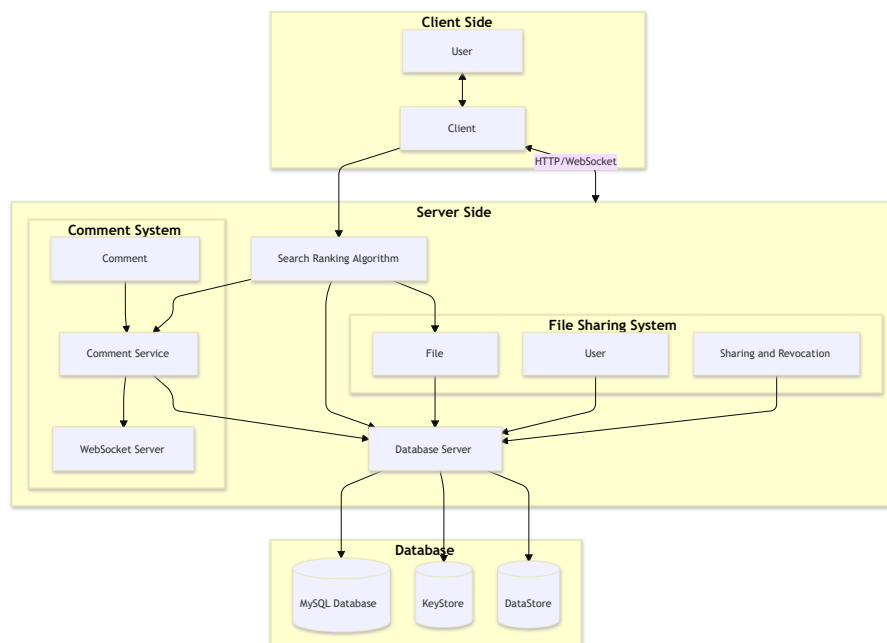 Client Side
User
Client
HTTP/WebSocket
Server Side
Comment System
Comment
Search Ranking Algorithm
File Sharing System
Comment Service
File
User
Sharing and Revocation
WebSocket Server
Database Server
Database
MySQL Database
KeyStore
DataStore